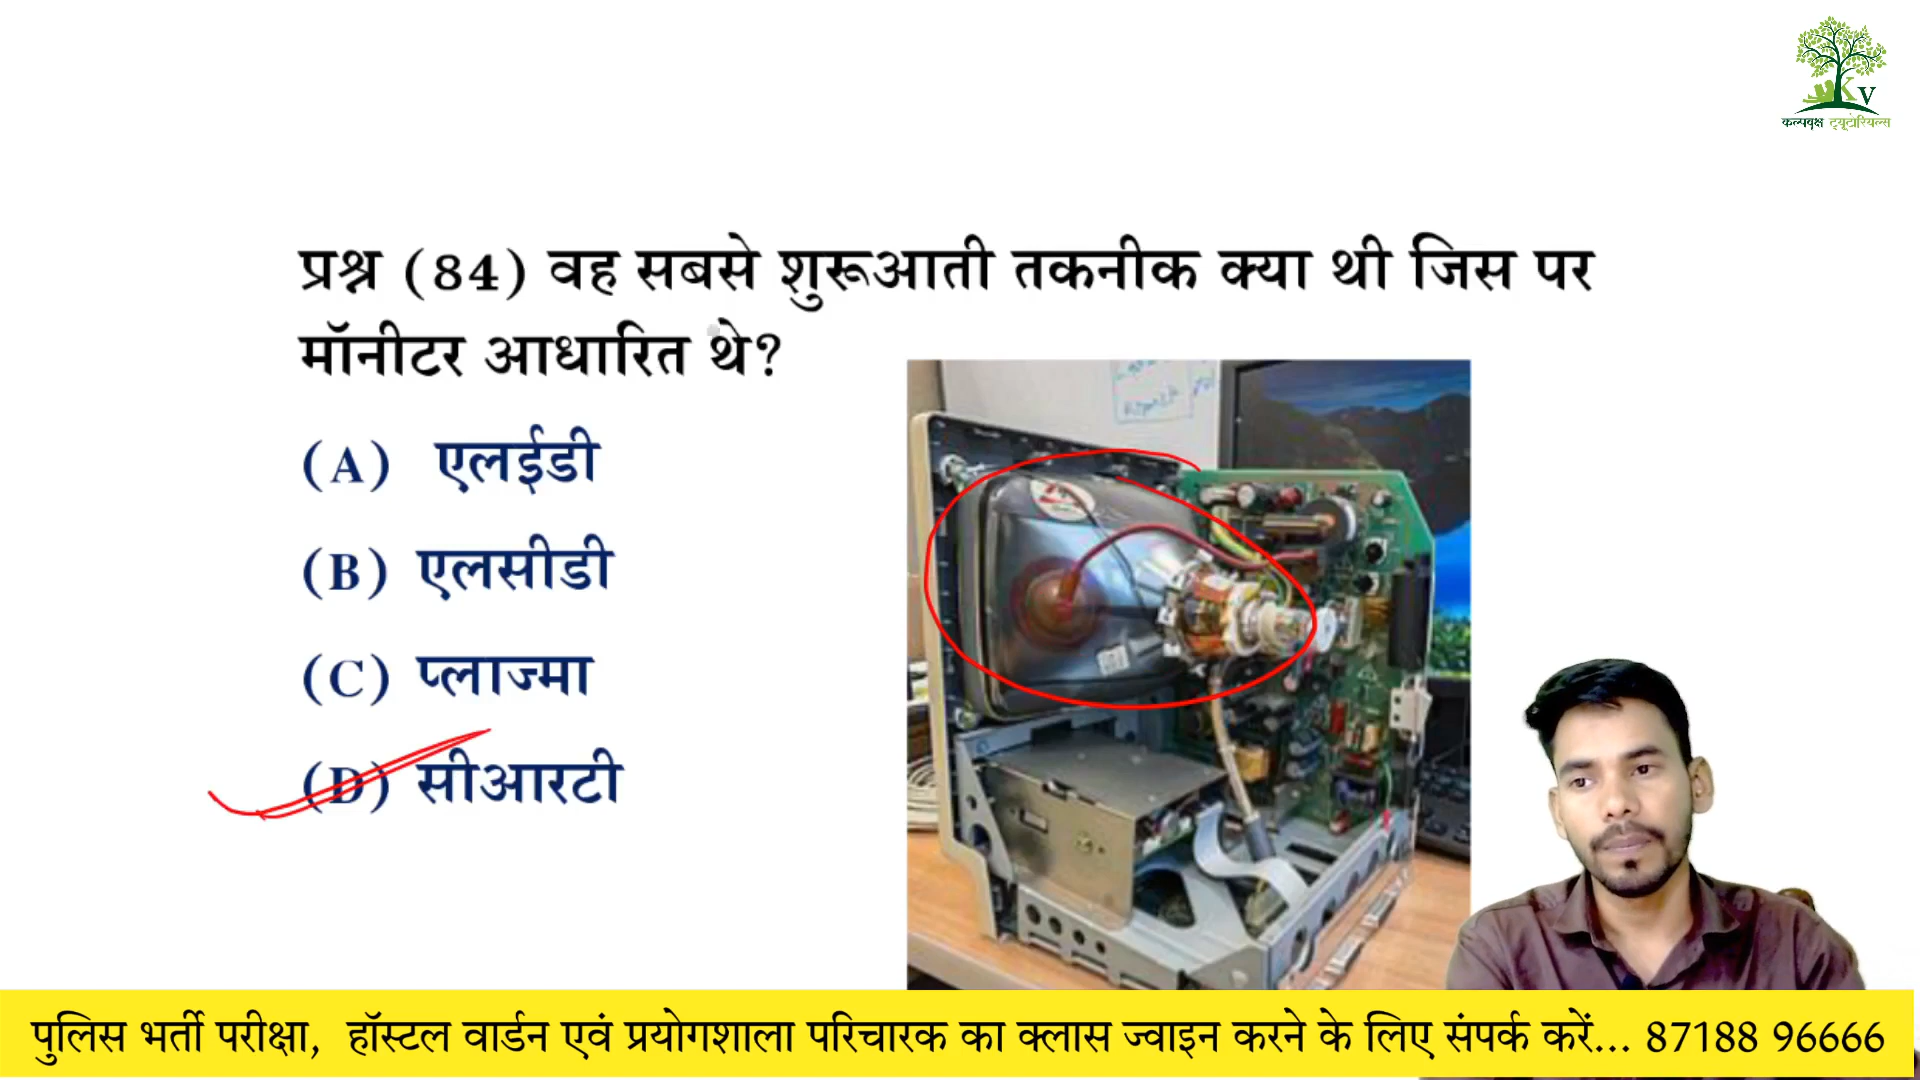 KV
कल्पवृक्ष ट्यूटोरियल्स
प्रश्न (84) वह सबसे शुरूआती तकनीक क्या थी जिस पर
मॉनीटर आधारित थे?
(A) एलईडी
(B) एलसीडी
(C) प्लाज्मा
(D) सीआरटी
पुलिस भर्ती परीक्षा, हॉस्टल वार्डन एवं प्रयोगशाला परिचारक का क्लास ज्वाइन करने के लिए संपर्क करें... 87188 96666